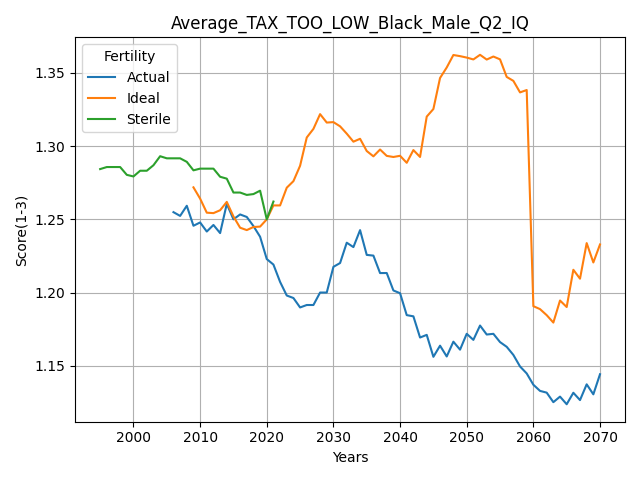 Average_TAX_TOO_LOW_Black_Male_Q2_IQ
Fertility
Actual
Ideal
Sterile
Score(1-3)
1.35
1.30
1.25
1.20
1.15
2000 2010 2020 2030 2040 2050 2060 2070
Years